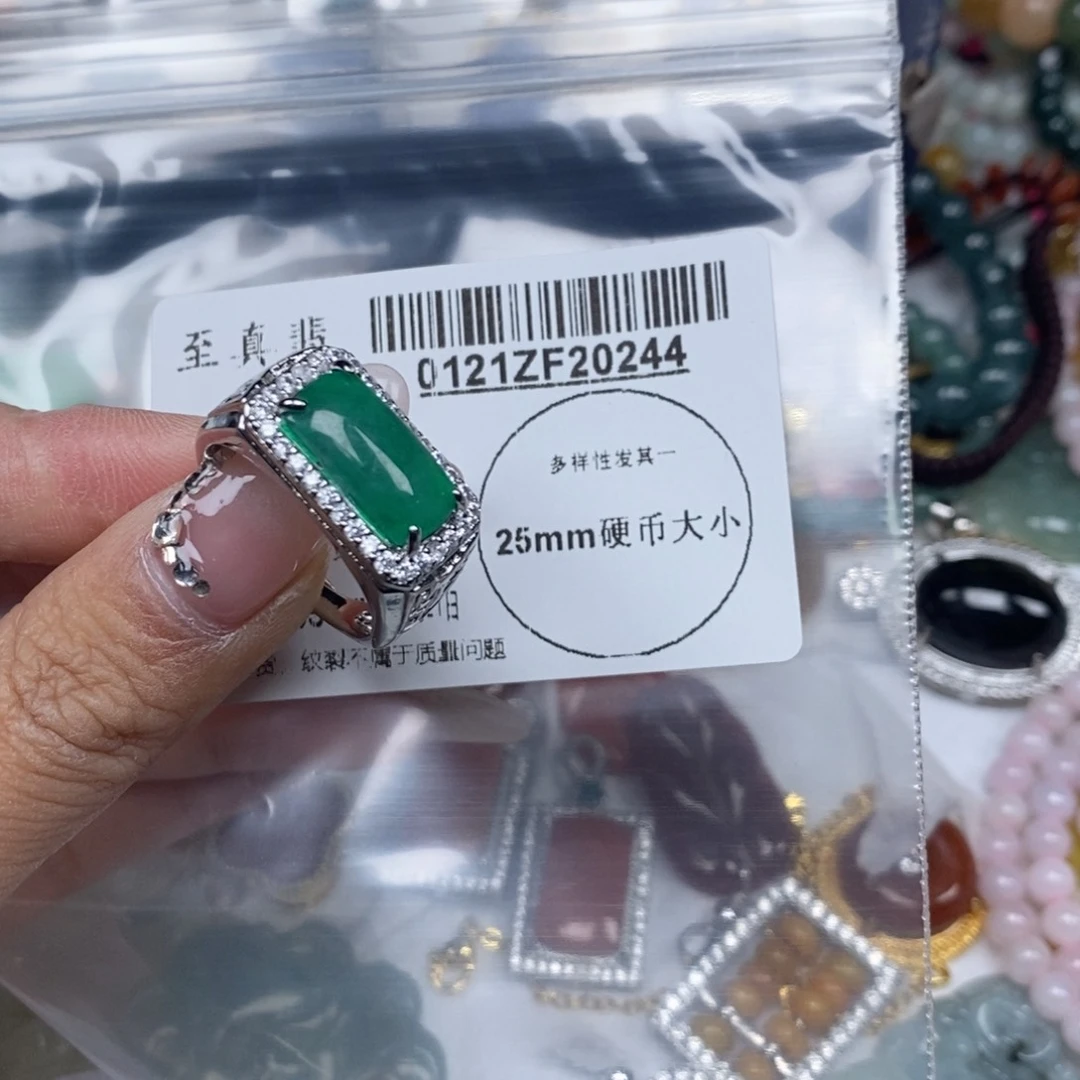 至真翡
0121ZF20244
多样性发其一
25mm硬币大小
纹裂不属于质量问题